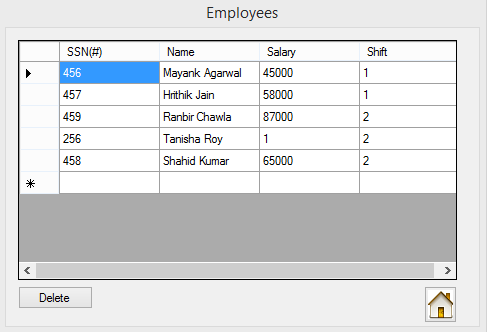 Employees
SSN(#) Name Salary Shift
456 Mayank Agarwal 45000 1
457 Hrithik Jain 58000 1
459 Ranbir Chawla 87000 2
256 Tanisha Roy 1 2
458 Shahid Kumar 65000 2
Delete